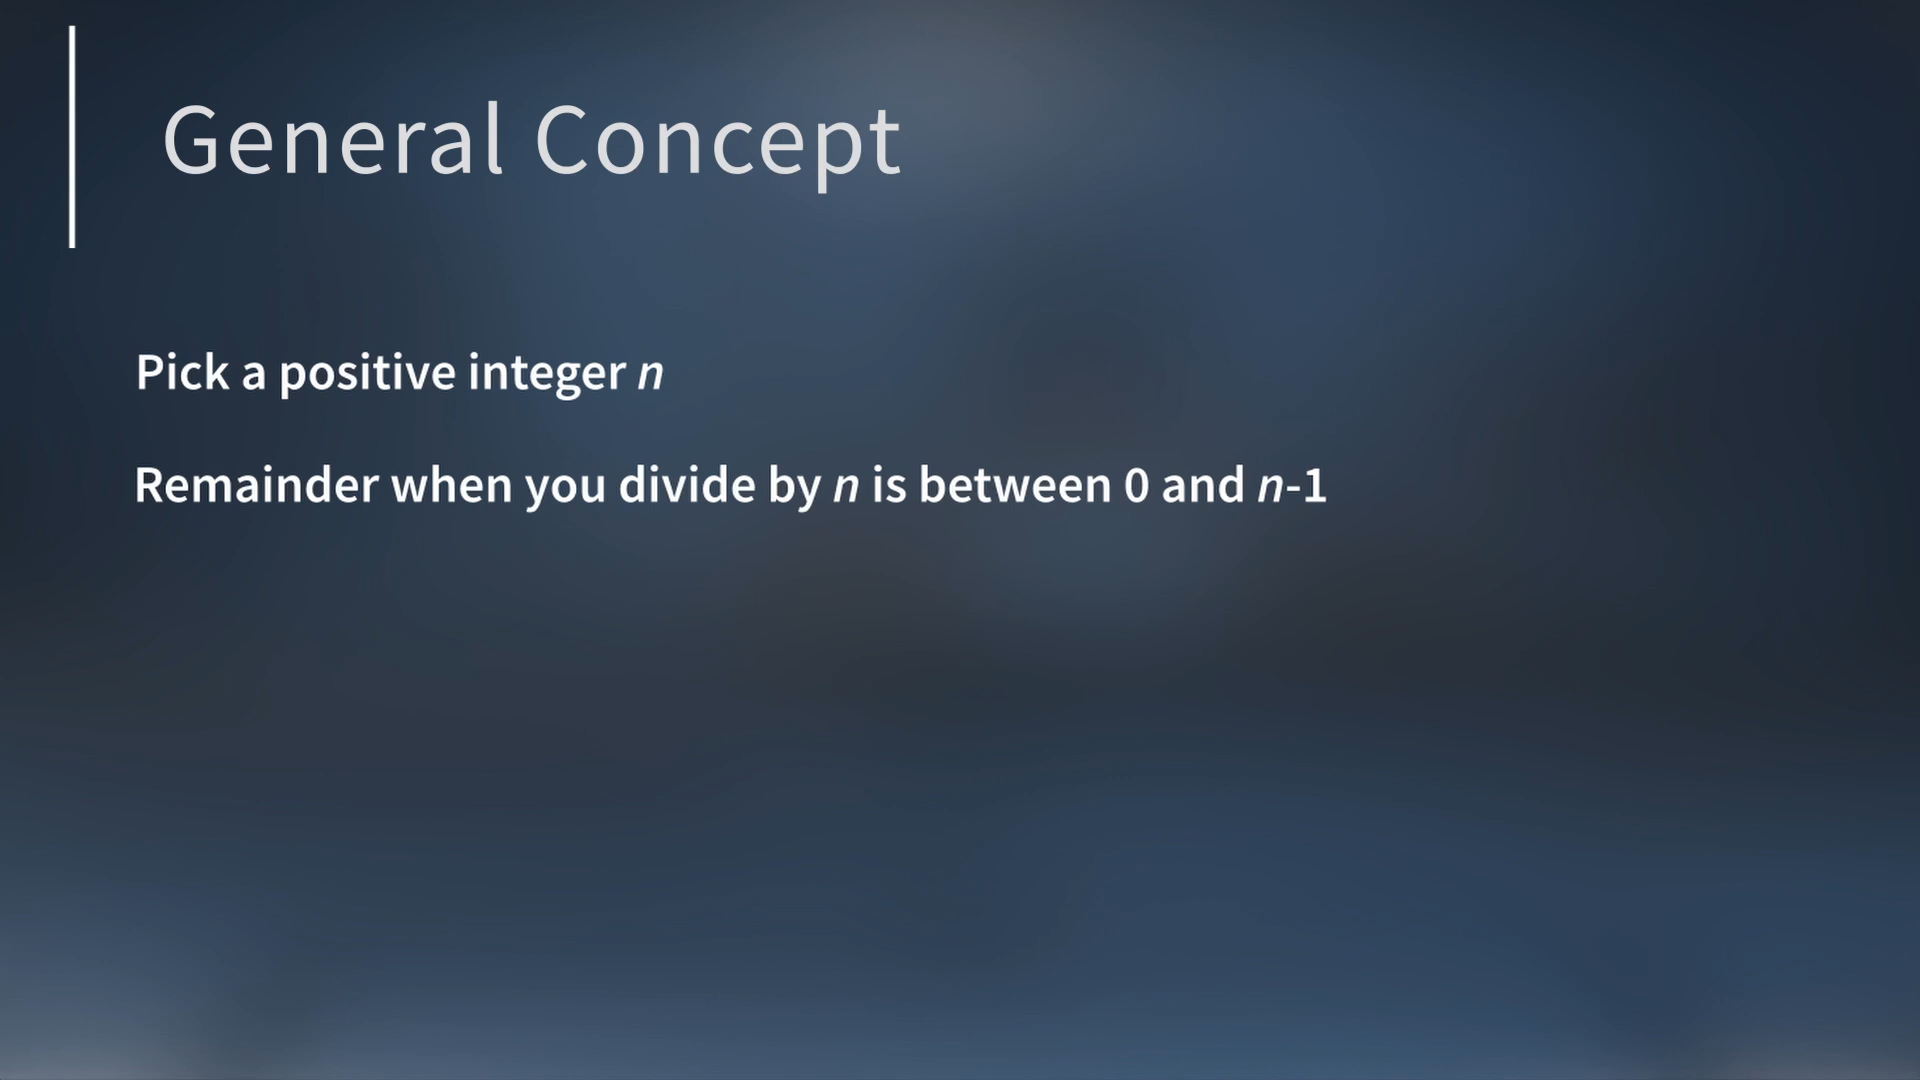 General Concept
Pick a positive integer n
Remainder when you divide by n is between 0 and n-1